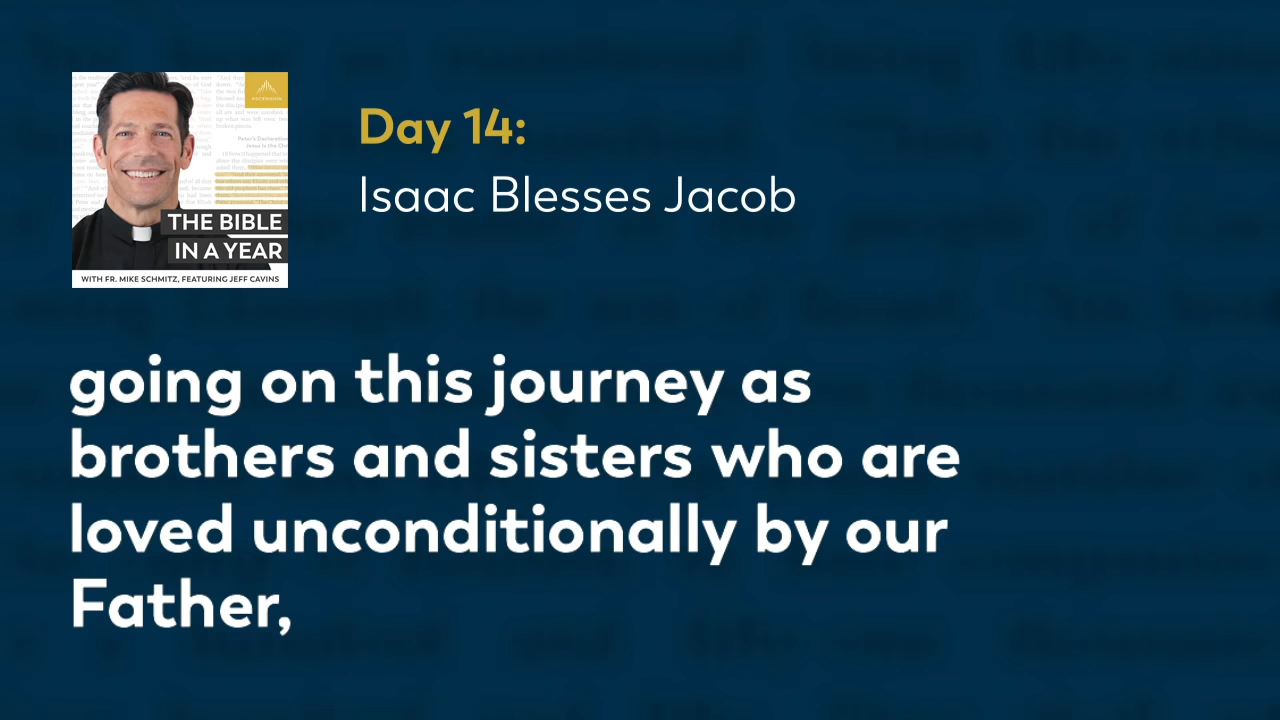 Day 14:
Isaac Blesses Jacob
THE BIBLE
IN A YEAR
WITH FR. MIKE SCHMITZ, FEATURING JEFF CAVINS
going on this journey as
brothers and sisters who are
loved unconditionally by our
Father,